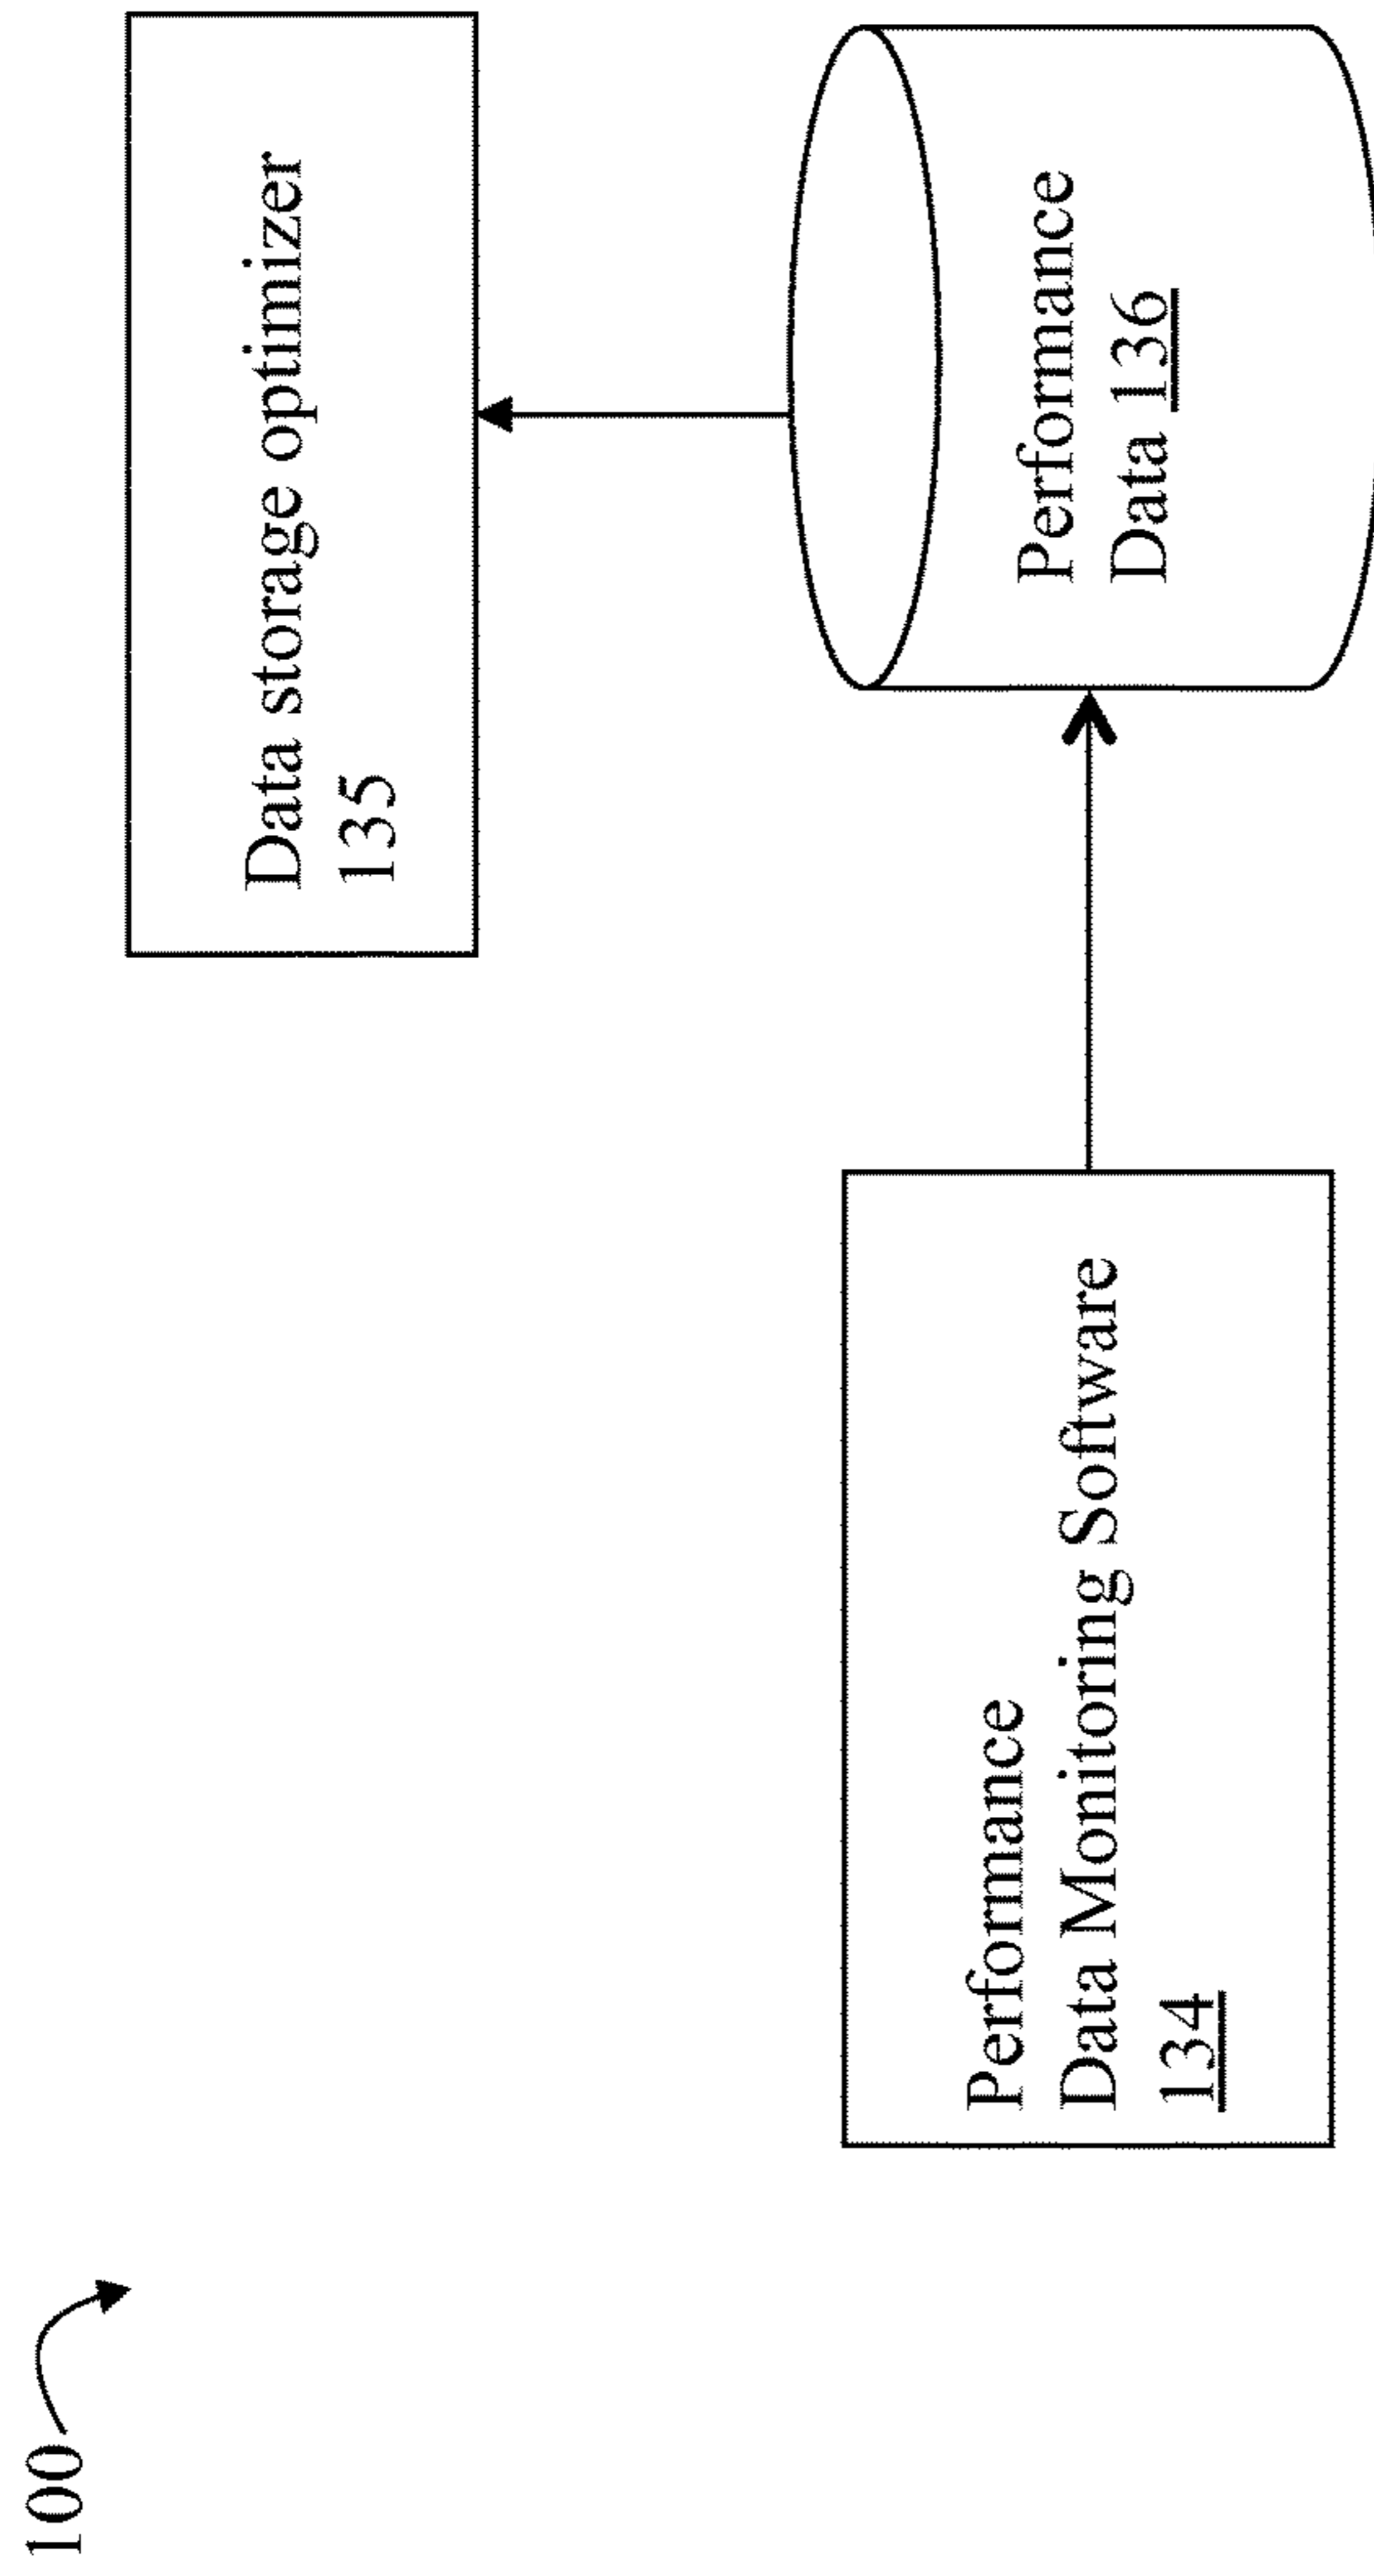 100
Data storage optimizer
135
Performance
Data Monitoring Software
134
Performance
Data 136